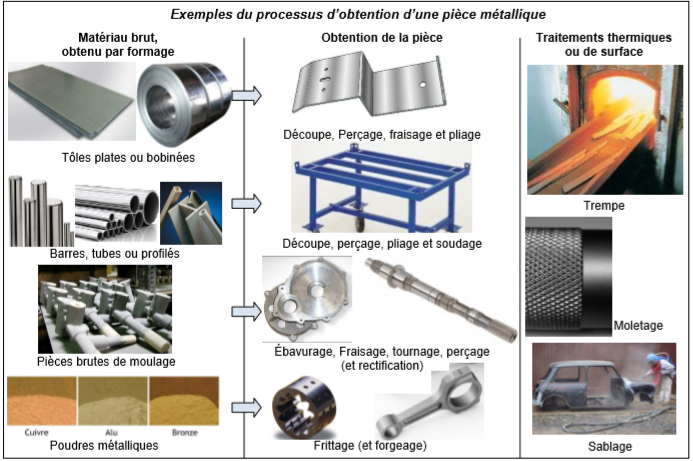 Exemples du processus d'obtention d'une pièce métallique
Matériau brut,
obtenu par formage
Obtention de la pièce
Traitements thermiques
ou de surface
Tôles plates ou bobinées
Découpe, Perçage, fraisage et pliage
Trempe
Barres, tubes ou profilés
Découpe, perçage, pliage et soudage
Moletage
Pièces brutes de moulage
Ébavurage, Fraisage, tournage, perçage
(et rectification)
Cuivre
Alu
Bronze
Poudres métalliques
Frittage (et forgeage)
Sablage